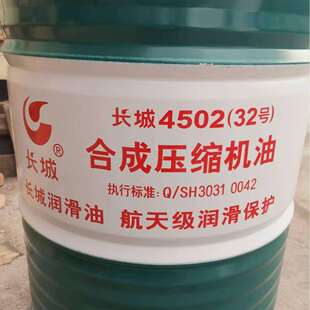 长城4502(32号)
合成压缩机油
执行标准:Q/SH3031 0042
长城®
长城润滑油 航天级润滑保护